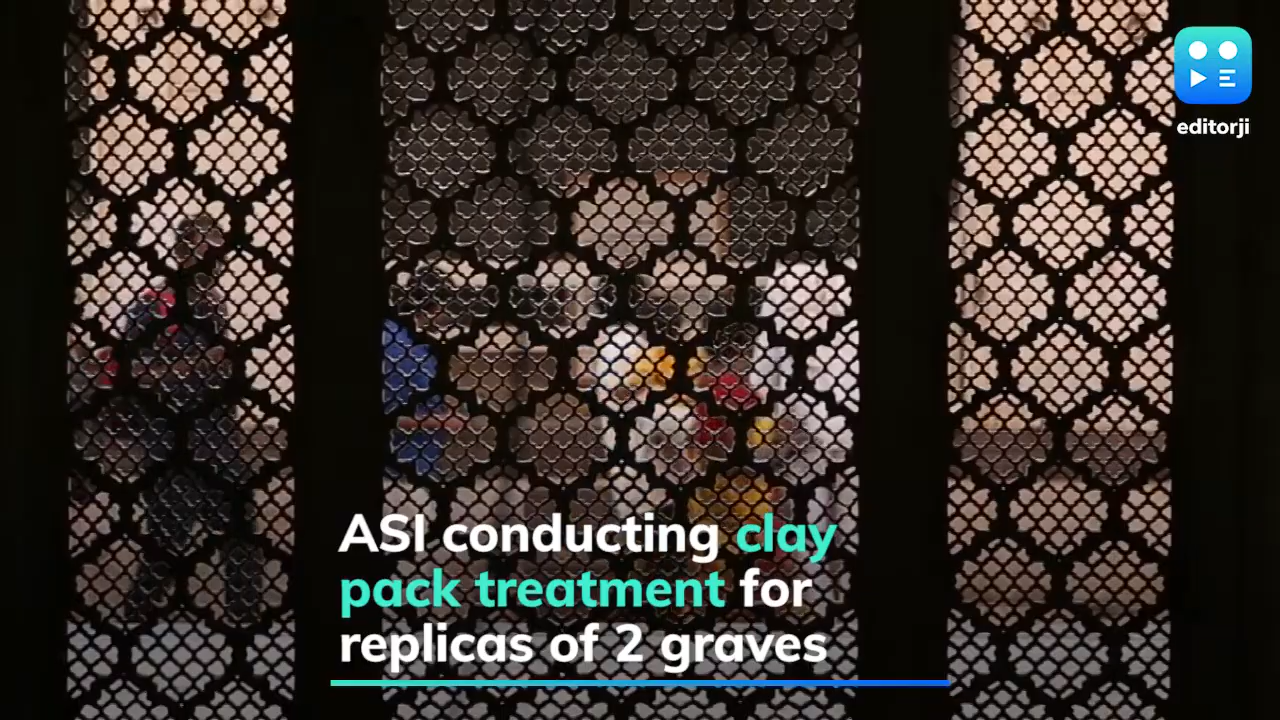 editorji
ASI conducting clay
pack treatment for
replicas of 2 graves